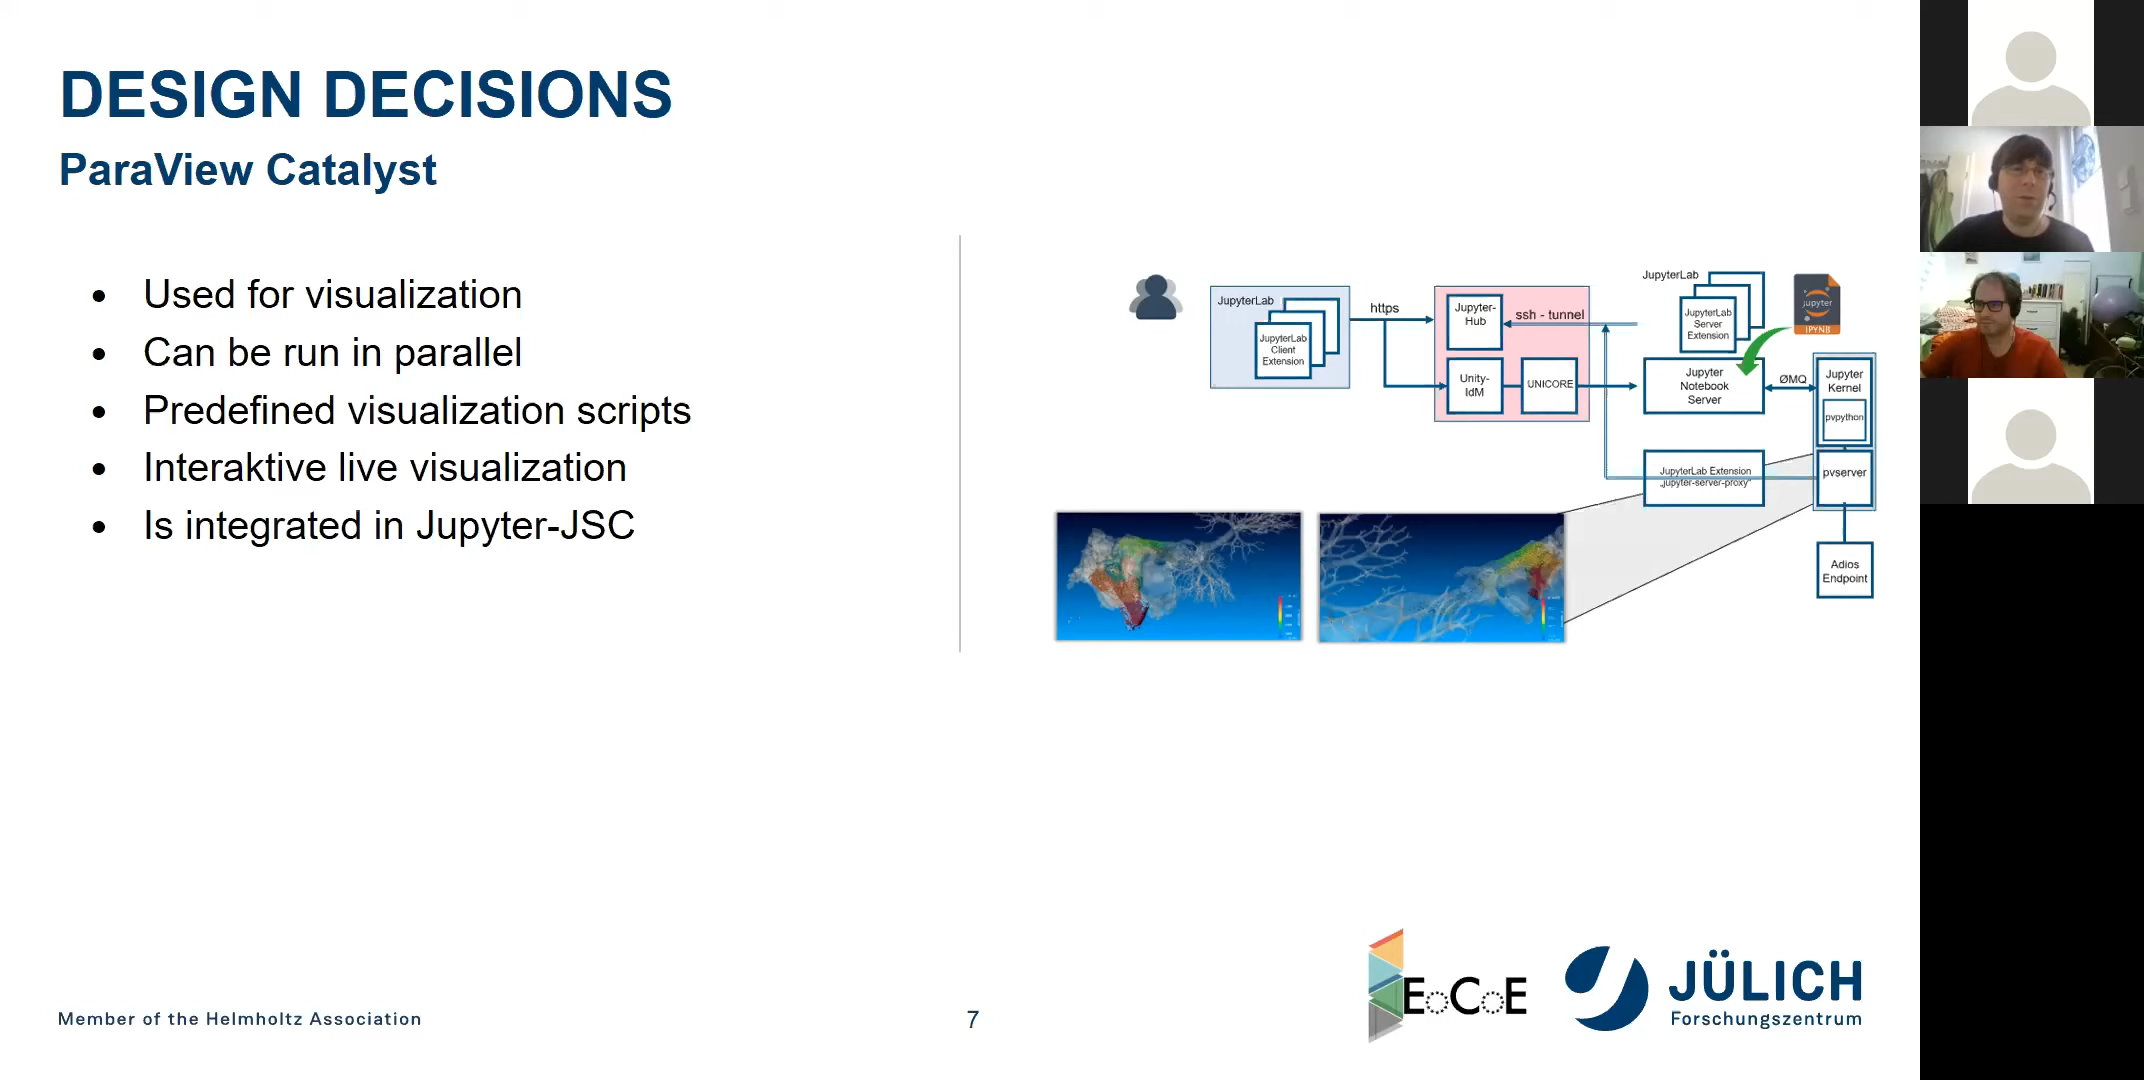 DESIGN DECISIONS
ParaView Catalyst
• Used for visualization
• Can be run in parallel
• Predefined visualization scripts
• Interaktive live visualization
• Is integrated in Jupyter-JSC
JupyterLab
JupyterLab
Client
Extension
https
Jupyter-
Hub
ssh - tunnel
Unity-
IdM
UNICORE
JupyterLab
JupyterLab
Server
Extension
jupyter
IPYNB
Jupyter
Notebook
Server
ØMQ
Jupyter
Kernel
pvpython
JupyterLab Extension
„jupyter-server-proxy“
pvserver
Adios
Endpoint
EoCoE
JÜLICH
Forschungszentrum
Member of the Helmholtz Association
7